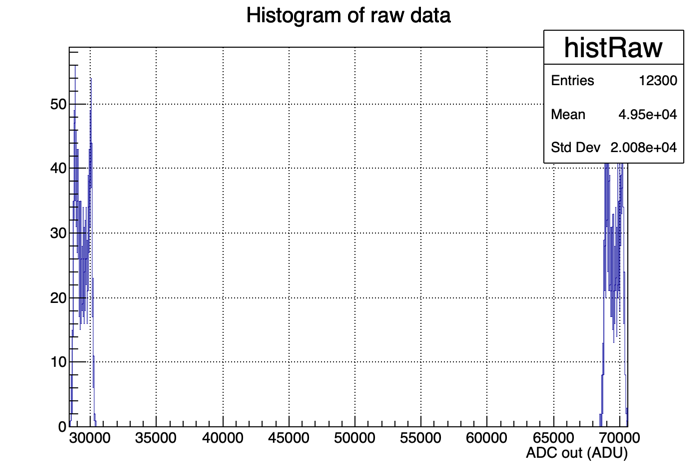 Histogram of raw data
histRaw
Entries 12300
Mean 4.95e+04
Std Dev 2.008e+04
50
40
30
20
10
0
30000 35000 40000 45000 50000 55000 60000 65000 70000
ADC out (ADU)